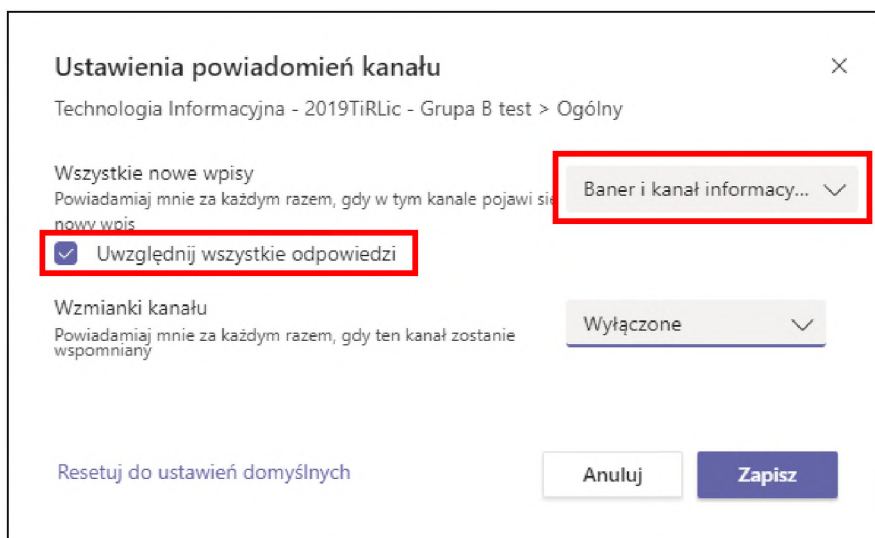 Ustawienia powiadomień kanału
Technologia Informacyjna - 2019TiRLic - Grupa B test > Ogólny
Wszystkie nowe wpisy
Baner i kanał informacy...
Powiadamiaj mnie za każdym razem, gdy w tym kanale pojawi się
nowy wpis
Uwzględnij wszystkie odpowiedzi
Wzmianki kanału
Wyłączone
Powiadamiaj mnie za każdym razem, gdy ten kanał zostanie
wspomniany
Resetuj do ustawień domyślnych
Anuluj
Zapisz